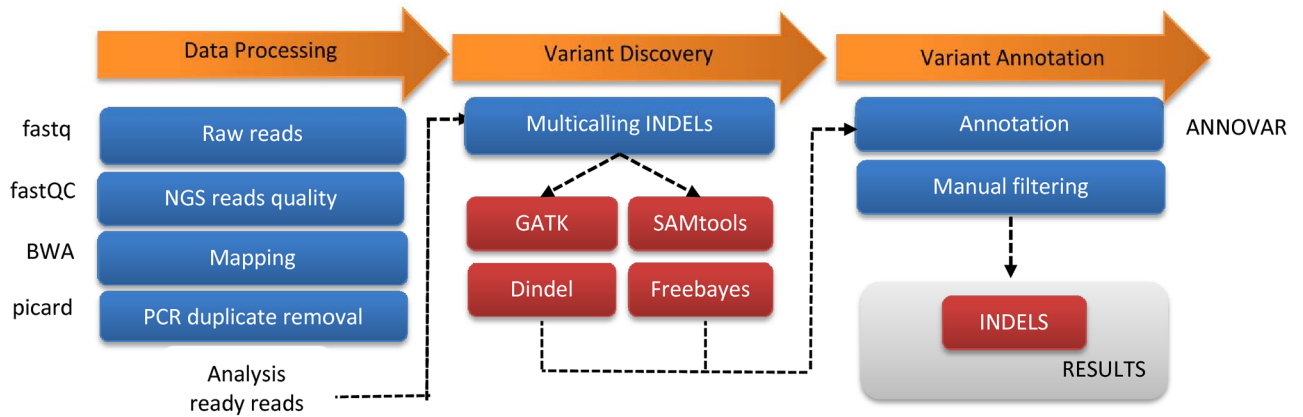 Data Processing
Variant Discovery
Variant Annotation
fastq
Raw reads
fastQC
NGS reads quality
BWA
Mapping
picard
PCR duplicate removal
Analysis
ready reads
Multicalling INDELs
GATK
SAMtools
Dindel
Freebayes
Annotation
ANNOVAR
Manual filtering
INDELS
RESULTS